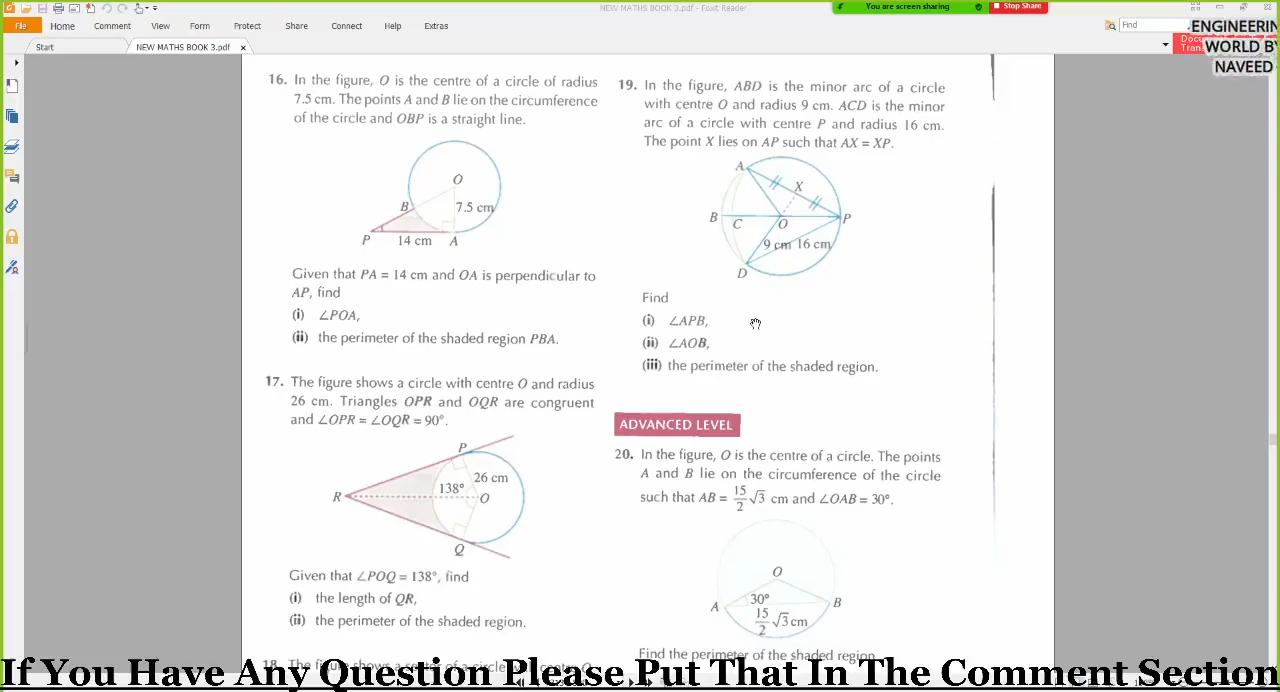 NEW MATHS BOOK 3.pdf - Foxit Reader
You are screen sharing
Stop Share
File Home Comment View Form Protect Share Connect Help Extras
Find
ENGINEERIN
WORLD BY
NAVEED
Start
NEW MATHS BOOK 3.pdf
16. In the figure, O is the centre of a circle of radius
7.5 cm. The points A and B lie on the circumference
of the circle and OBP is a straight line.
O
B
7.5 cm
P
14 cm
A
Given that PA = 14 cm and OA is perpendicular to
AP, find
(i) ∠POA,
(ii) the perimeter of the shaded region PBA.
17. The figure shows a circle with centre O and radius
26 cm. Triangles OPR and OQR are congruent
and ∠OPR = ∠OQR = 90°.
P
26 cm
138°
R
O
Q
Given that ∠POQ = 138°, find
(i) the length of QR,
(ii) the perimeter of the shaded region.
19. In the figure, ABD is the minor arc of a circle
with centre O and radius 9 cm. ACD is the minor
arc of a circle with centre P and radius 16 cm.
The point X lies on AP such that AX = XP.
A
X
B
C
O
P
9 cm
16 cm
D
Find
(i) ∠APB,
(ii) ∠AOB,
(iii) the perimeter of the shaded region.
ADVANCED LEVEL
20. In the figure, O is the centre of a circle. The points
A and B lie on the circumference of the circle
such that AB = 15/2 √3 cm and ∠OAB = 30°.
O
30°
A
B
15/2 √3 cm
Find the perimeter of the shaded region
If You Have Any Question Please Put That In The Comment Section